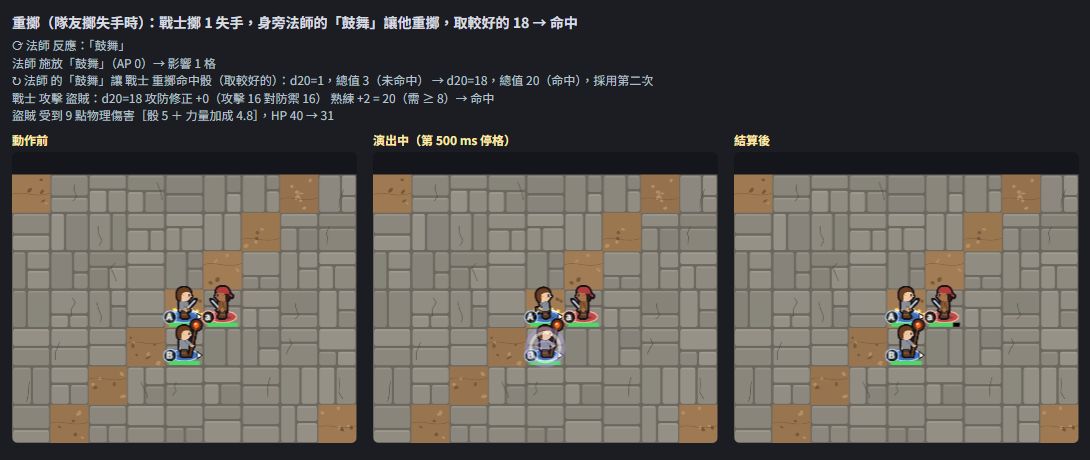 重擲（隊友擲失手時）：戰士擲 1 失手，身旁法師的「鼓舞」讓他重擲，取較好的 18 → 命中
⟳ 法師 反應：「鼓舞」
法師 施放「鼓舞」（AP 0）→ 影響 1 格
↻ 法師 的「鼓舞」讓 戰士 重擲命中骰（取較好的）：d20=1，總值 3（未命中） → d20=18，總值 20（命中），採用第二次
戰士 攻擊 盜賊：d20=18 攻防修正 +0（攻擊 16 對防禦 16） 熟練 +2 = 20（需 ≥ 8）→ 命中
盜賊 受到 9 點物理傷害［骰 5 ＋ 力量加成 4.8］，HP 40 → 31
動作前 演出中（第 500 ms 停格） 結算後
A a A a A a
B B B